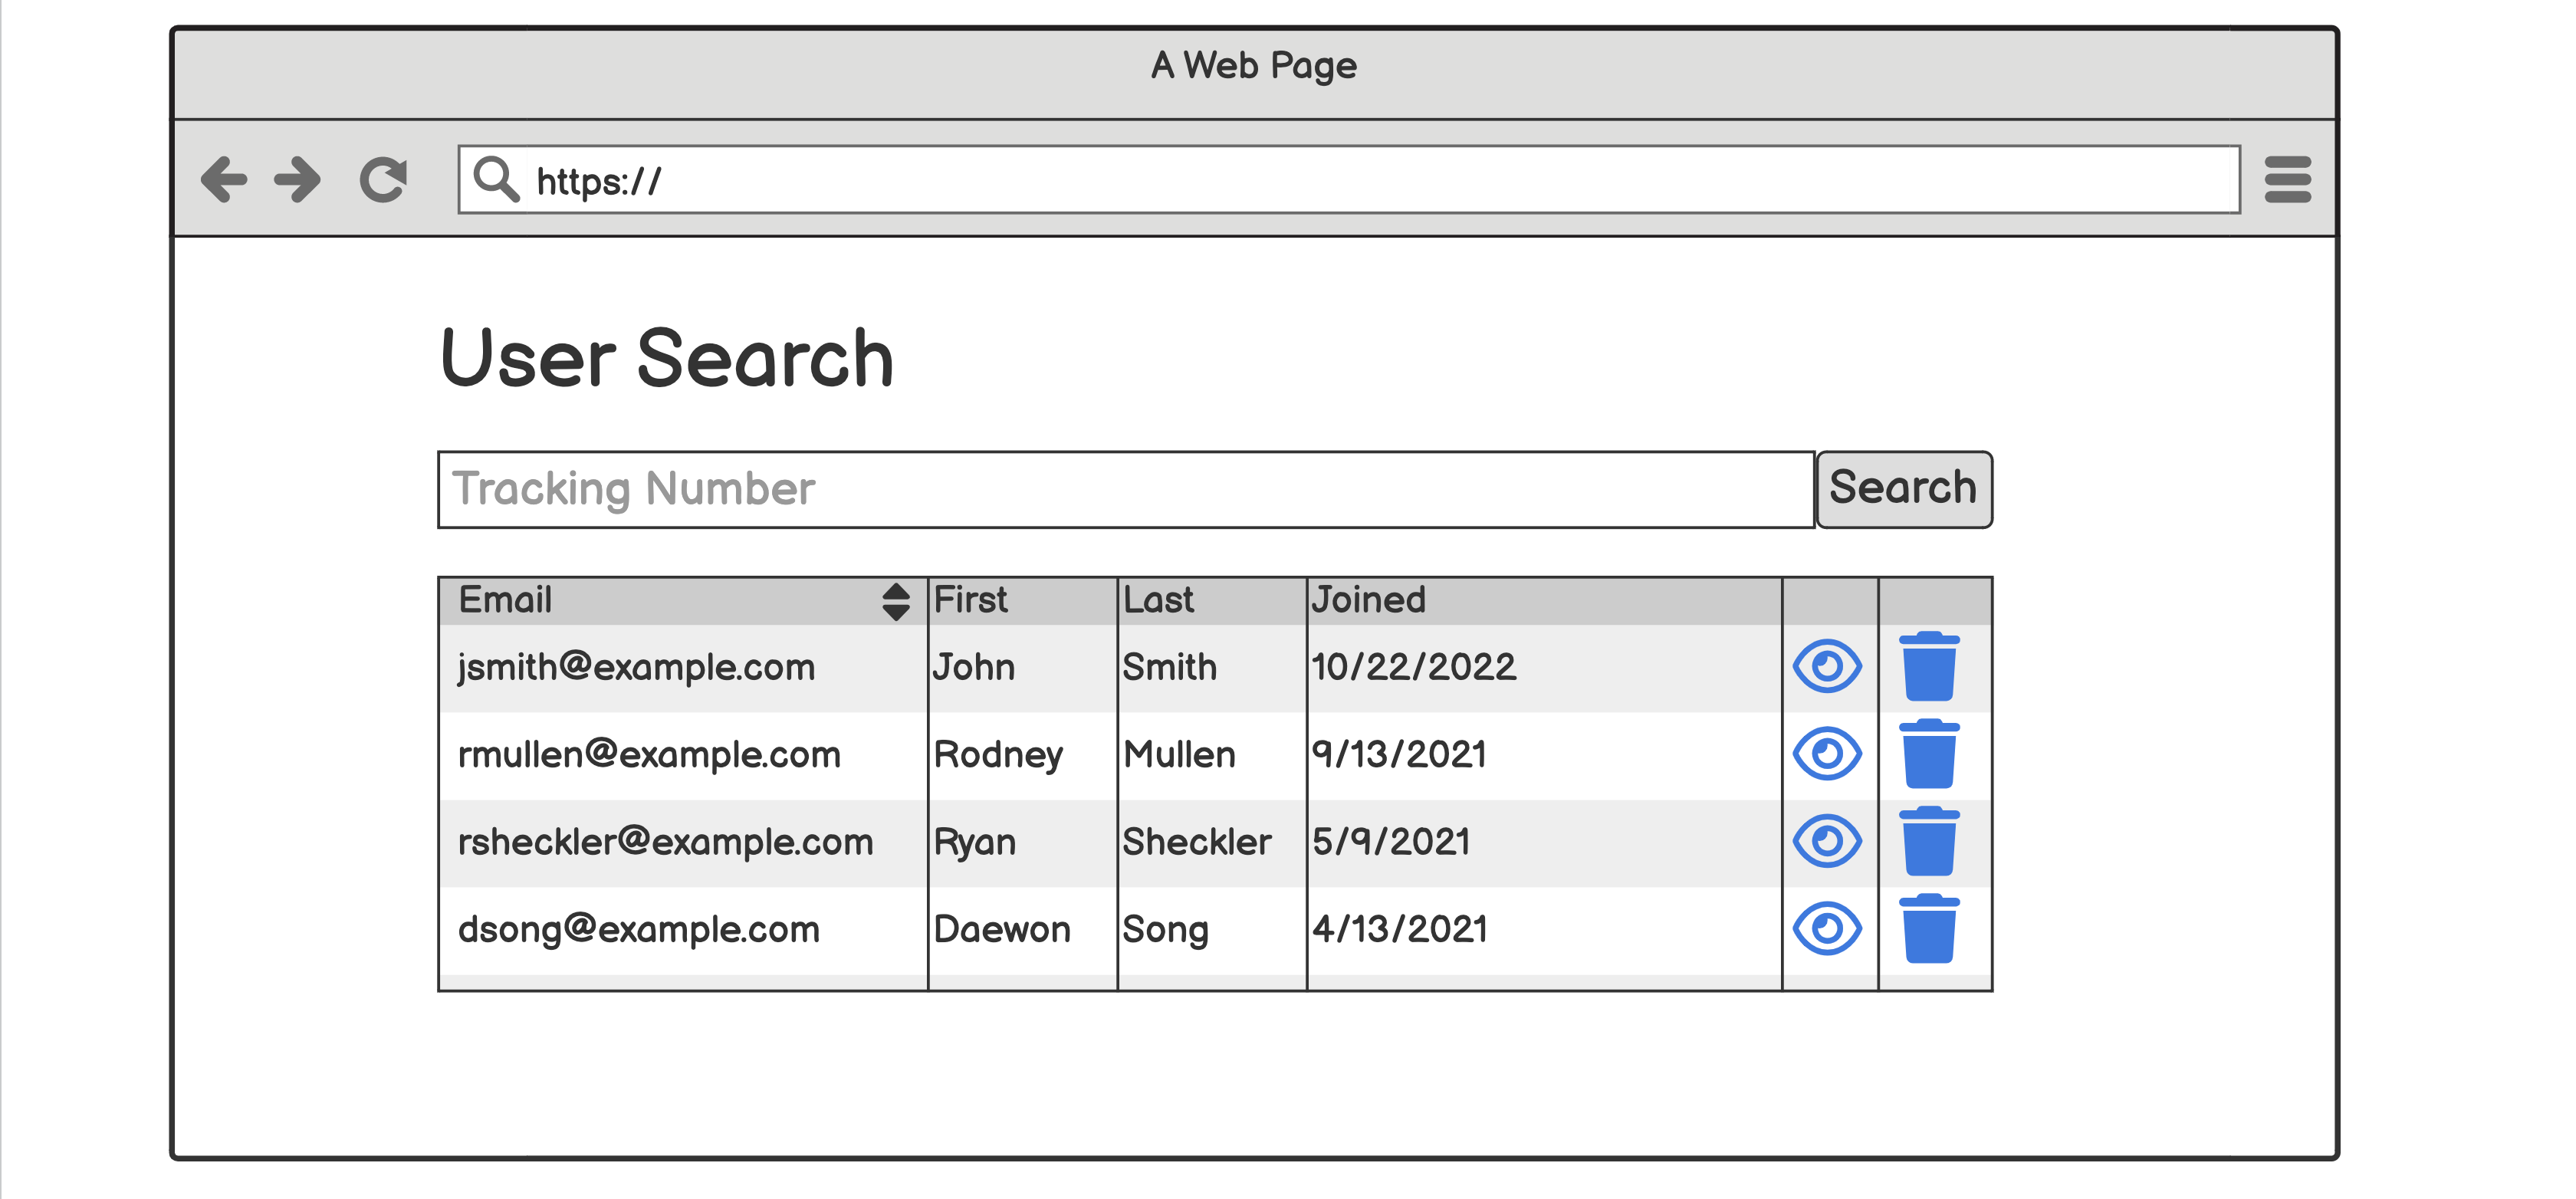 A Web Page
https://
User Search
Tracking Number
Search
Email First Last Joined
jsmith@example.com John Smith 10/22/2022
rmullen@example.com Rodney Mullen 9/13/2021
rsheckler@example.com Ryan Sheckler 5/9/2021
dsong@example.com Daewon Song 4/13/2021